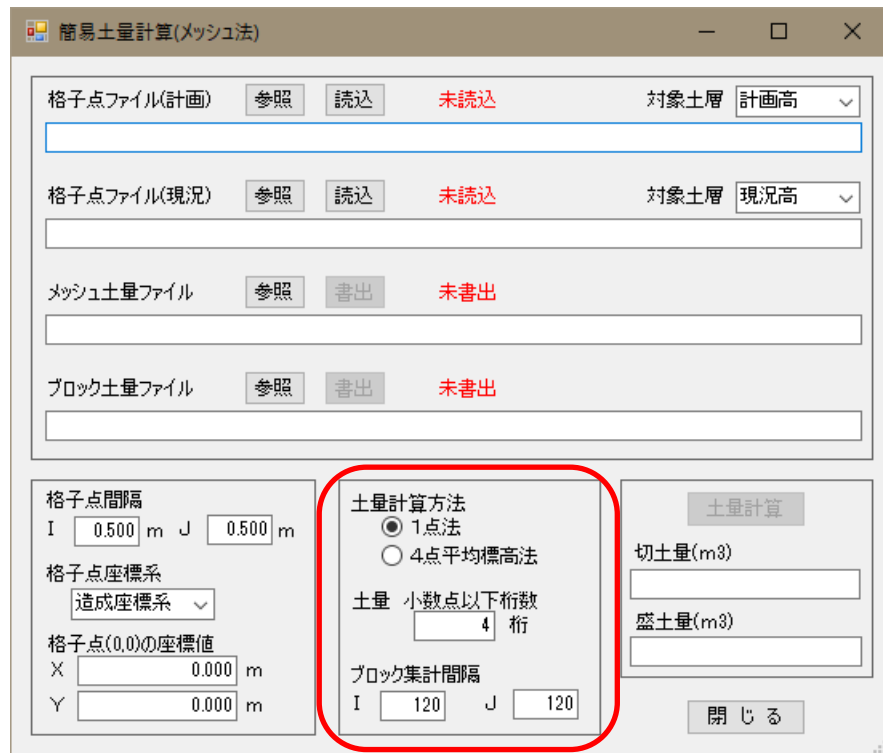 簡易土量計算(メッシュ法)
格子点ファイル(計画) 参照 読込 未読込 対象土層 計画高
格子点ファイル(現況) 参照 読込 未読込 対象土層 現況高
メッシュ土量ファイル 参照 書出 未書出
ブロック土量ファイル 参照 書出 未書出
格子点間隔
I 0.500 m J 0.500 m
格子点座標系
造成座標系
格子点(0,0)の座標値
X 0.000 m
Y 0.000 m
土量計算方法
1点法
4点平均標高法
土量 小数点以下桁数
4 桁
ブロック集計間隔
I 120 J 120
土量計算
切土量(m3)
盛土量(m3)
閉じる